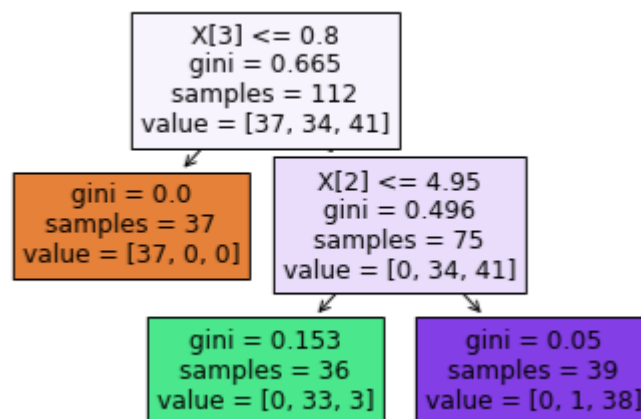 X[3] <= 0.8
gini = 0.665
samples = 112
value = [37, 34, 41]
gini = 0.0
samples = 37
value = [37, 0, 0]
X[2] <= 4.95
gini = 0.496
samples = 75
value = [0, 34, 41]
gini = 0.153
samples = 36
value = [0, 33, 3]
gini = 0.05
samples = 39
value = [0, 1, 38]